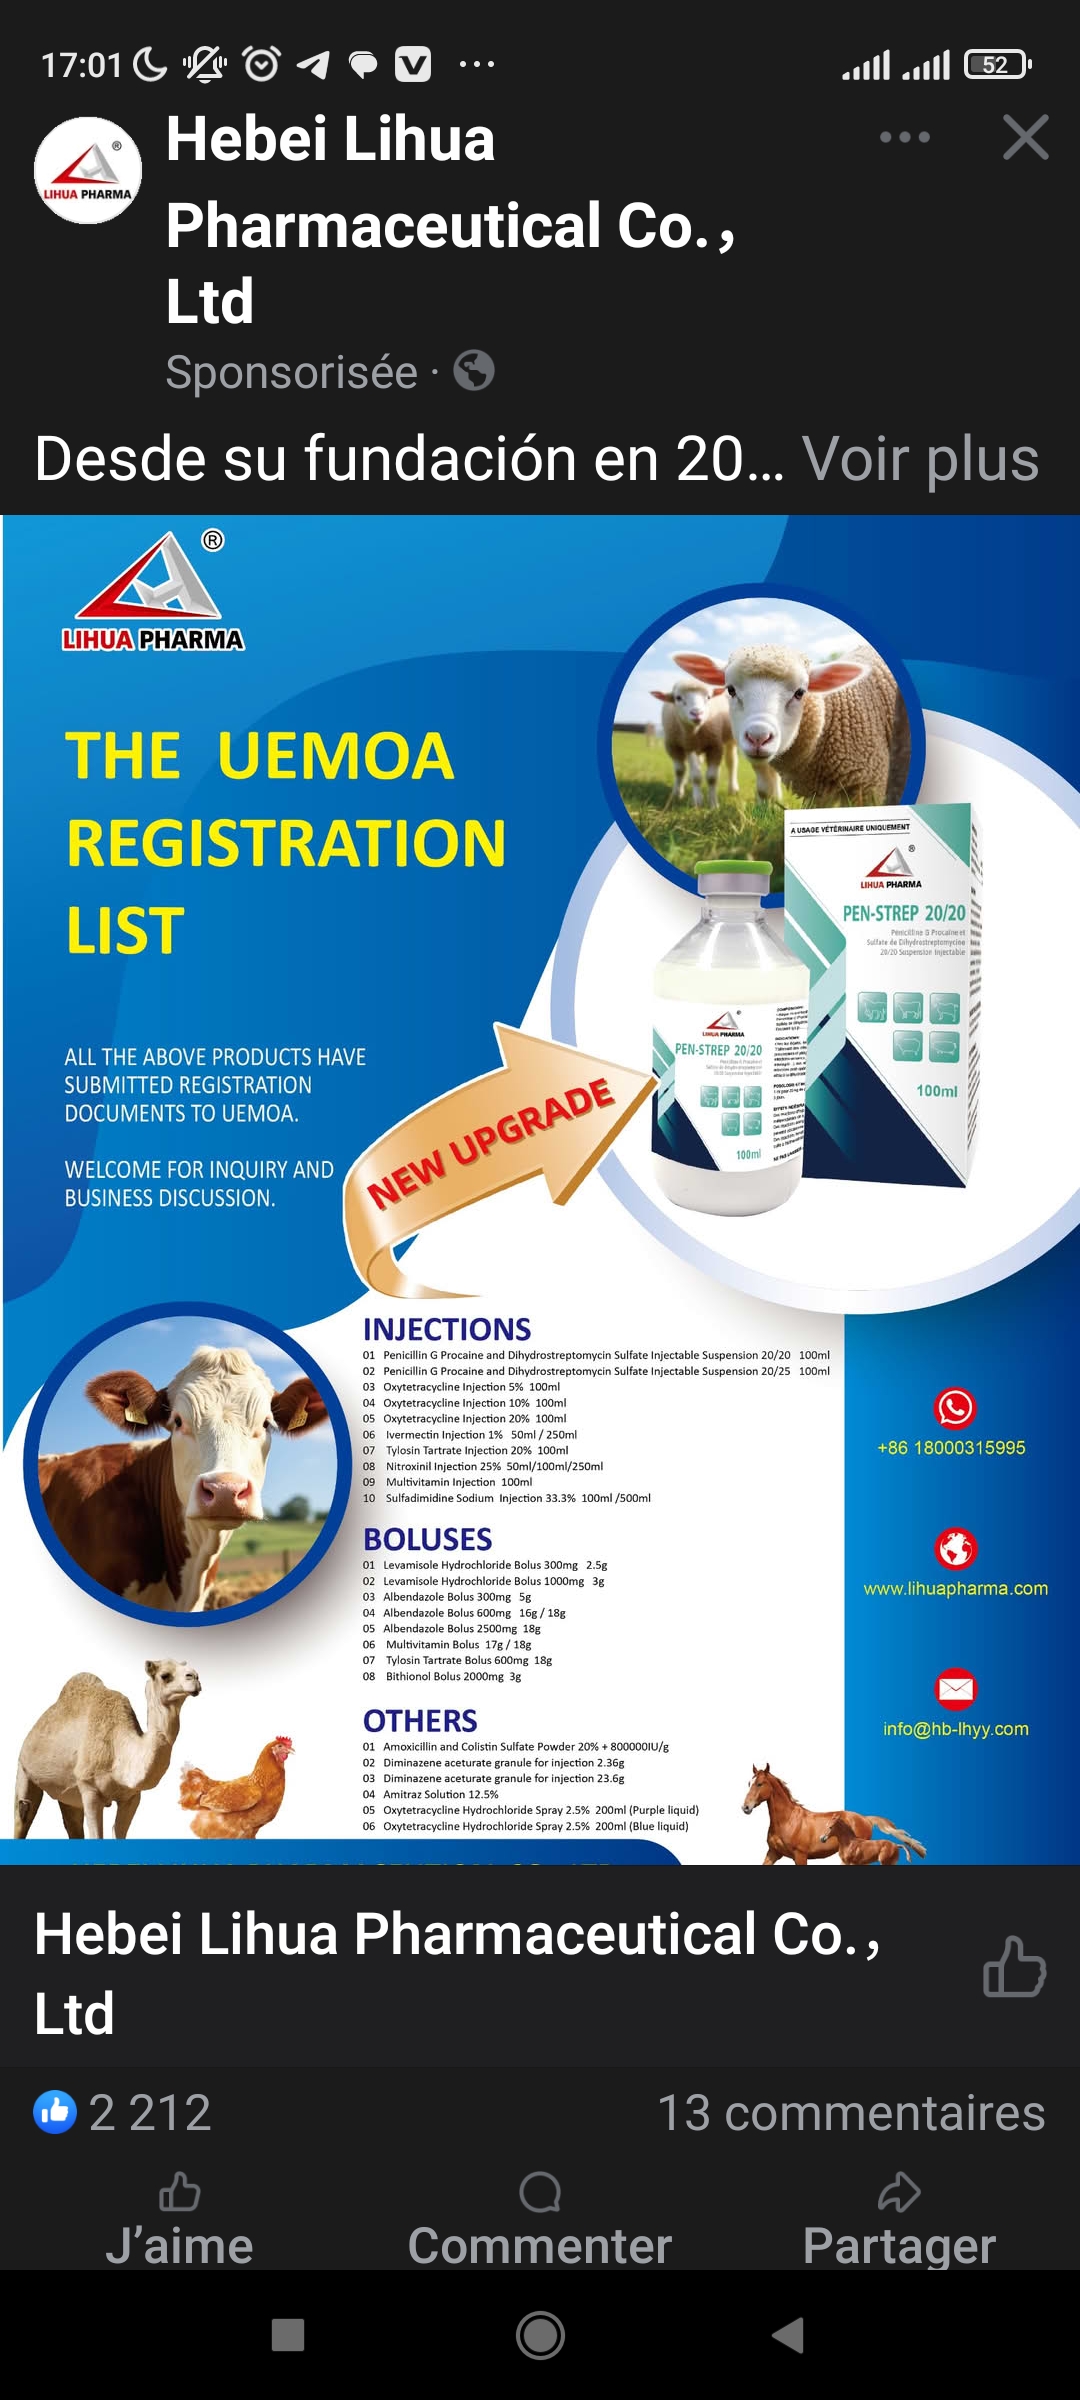 17:01
52
Hebei Lihua
Pharmaceutical Co.,
Ltd
Sponsorisée ·
Desde su fundación en 20... Voir plus
®
LIHUA PHARMA
THE UEMOA
REGISTRATION
LIST
ALL THE ABOVE PRODUCTS HAVE
SUBMITTED REGISTRATION
DOCUMENTS TO UEMOA.
WELCOME FOR INQUIRY AND
BUSINESS DISCUSSION.
NEW UPGRADE
A USAGE VÉTÉRINAIRE UNIQUEMENT
LIHUA PHARMA
PEN-STREP 20/20
Pénicilline G Procaïne et
Sulfate de Dihydrostreptomycine
20/20 Suspension Injectable
100ml
LIHUA PHARMA
PEN-STREP 20/20
100ml
INJECTIONS
01 Penicillin G Procaine and Dihydrostreptomycin Sulfate Injectable Suspension 20/20 100ml
02 Penicillin G Procaine and Dihydrostreptomycin Sulfate Injectable Suspension 20/25 100ml
03 Oxytetracycline Injection 5% 100ml
04 Oxytetracycline Injection 10% 100ml
05 Oxytetracycline Injection 20% 100ml
06 Ivermectin Injection 1% 50ml / 250ml
07 Tylosin Tartrate Injection 20% 100ml
08 Nitroxinil Injection 25% 50ml/100ml/250ml
09 Multivitamin Injection 100ml
10 Sulfadimidine Sodium Injection 33.3% 100ml /500ml
BOLUSES
01 Levamisole Hydrochloride Bolus 300mg 2.5g
02 Levamisole Hydrochloride Bolus 1000mg 3g
03 Albendazole Bolus 300mg 5g
04 Albendazole Bolus 600mg 16g / 18g
05 Albendazole Bolus 2500mg 18g
06 Multivitamin Bolus 17g / 18g
07 Tylosin Tartrate Bolus 600mg 18g
08 Bithionol Bolus 2000mg 3g
OTHERS
01 Amoxicillin and Colistin Sulfate Powder 20% + 800000IU/g
02 Diminazene aceturate granule for injection 2.36g
03 Diminazene aceturate granule for injection 23.6g
04 Amitraz Solution 12.5%
05 Oxytetracycline Hydrochloride Spray 2.5% 200ml (Purple liquid)
06 Oxytetracycline Hydrochloride Spray 2.5% 200ml (Blue liquid)
+86 18000315995
www.lihuapharma.com
info@hb-lhyy.com
Hebei Lihua Pharmaceutical Co.,
Ltd
2 212
13 commentaires
J'aime
Commenter
Partager